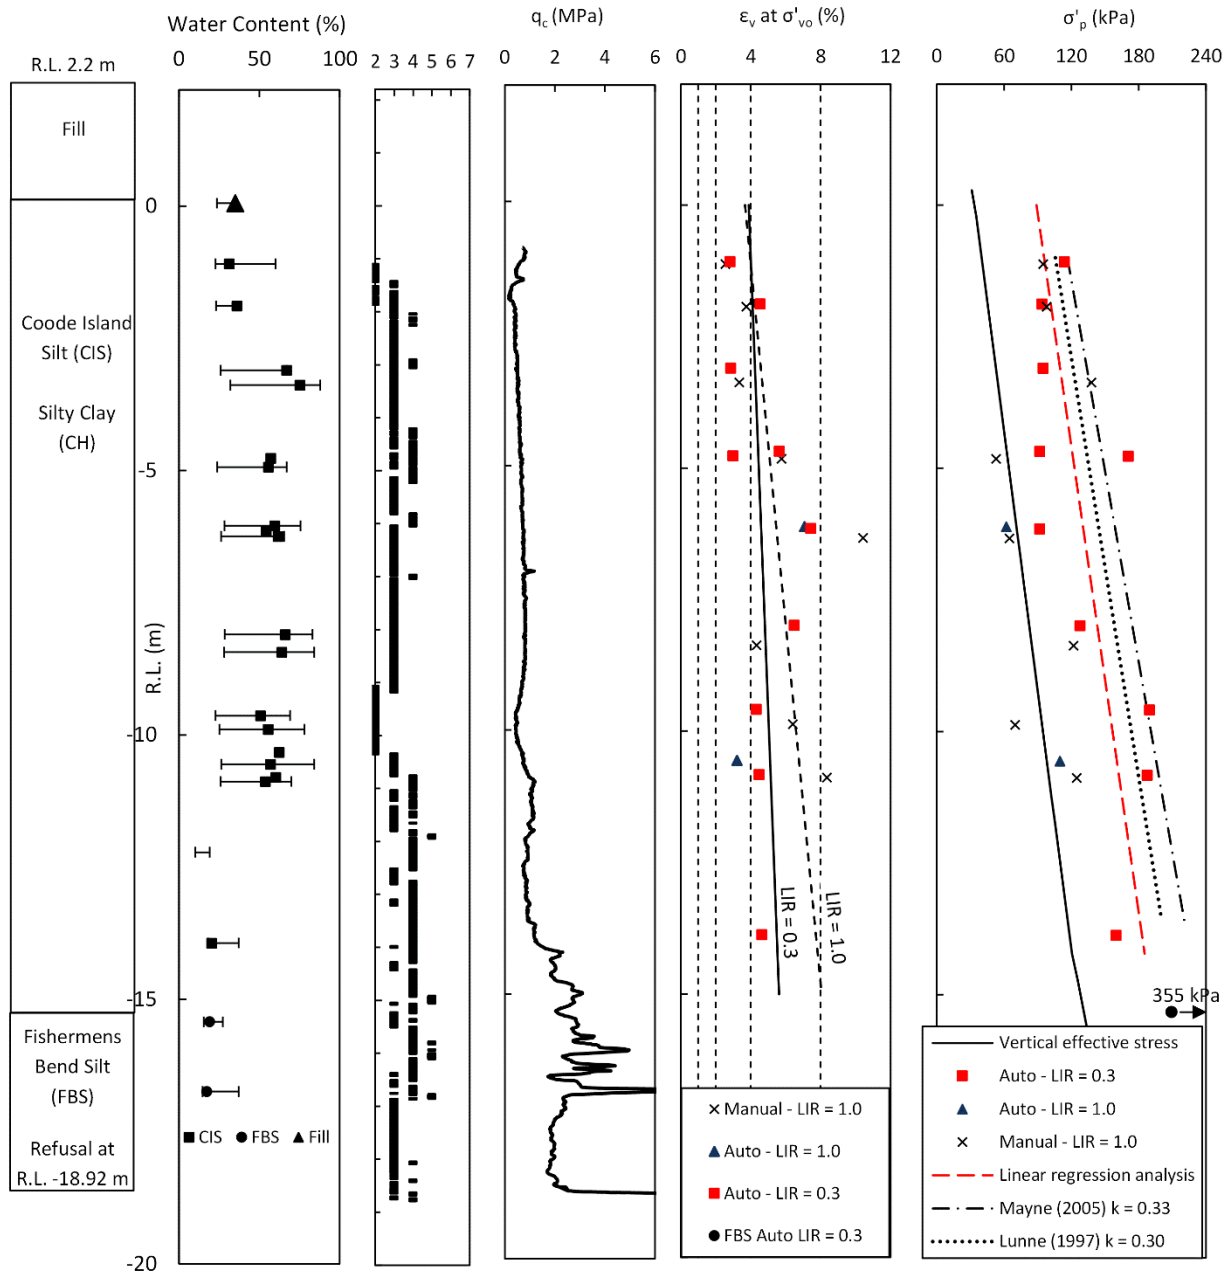 Water Content (%)
q_c (MPa)
ε_v at σ'_vo (%)
σ'_p (kPa)
R.L. 2.2 m
0 50 100
2 3 4 5 6 7
0 2 4 6
0 4 8 12
0 60 120 180 240
Fill
Coode Island
Silt (CIS)
Silty Clay
(CH)
Fishermens
Bend Silt
(FBS)
Refusal at
R.L. -18.92 m
R.L. (m)
0
-5
-10
-15
-20
CIS FBS Fill
LIR = 0.3
LIR = 1.0
Manual - LIR = 1.0
Auto - LIR = 1.0
Auto - LIR = 0.3
FBS Auto LIR = 0.3
355 kPa
Vertical effective stress
Auto - LIR = 0.3
Auto - LIR = 1.0
Manual - LIR = 1.0
Linear regression analysis
Mayne (2005) k = 0.33
Lunne (1997) k = 0.30